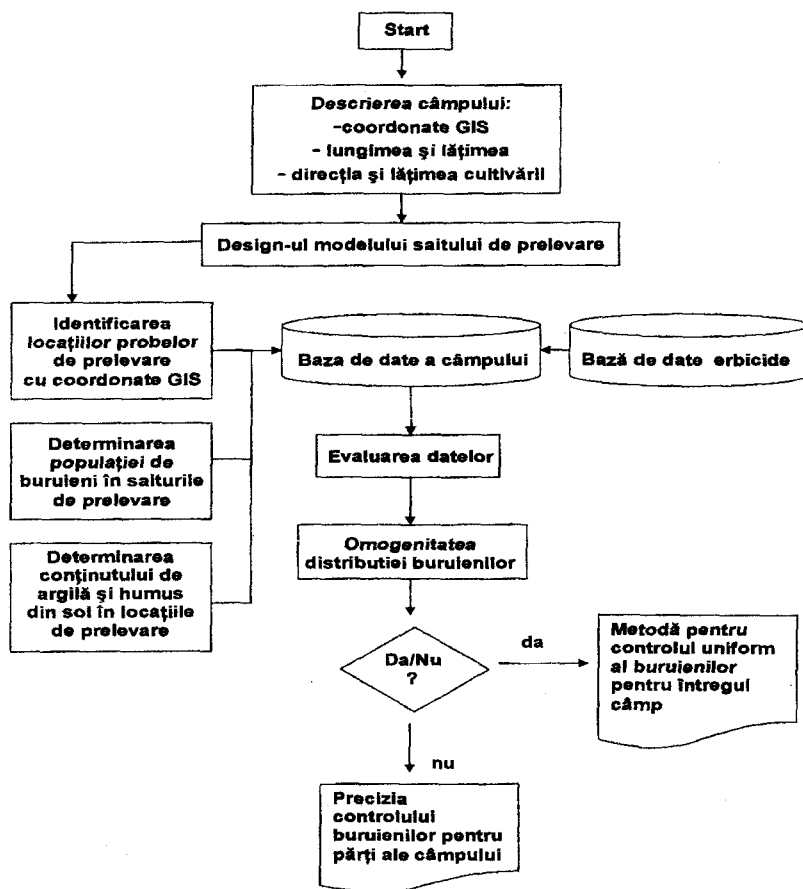 Start
Descrierea câmpului:
-coordonate GIS
- lungimea şi lăţimea
- direcţia şi lăţimea cultivării
Design-ul modelului saitului de prelevare
Identificarea
locaţiilor probelor
de prelevare
cu coordonate GIS
Baza de date a câmpului
Bază de date erbicide
Determinarea
populaţiei de
buruieni în saiturile
de prelevare
Evaluarea datelor
Omogenitatea
distributiei buruienilor
Determinarea
conţinutului de
argilă şi humus
din sol în locaţiile
de prelevare
Da/Nu
?
da
Metodă pentru
controlul uniform
al buruienilor
pentru întregul
câmp
nu
Precizia
controlului
buruienilor pentru
părţi ale câmpului